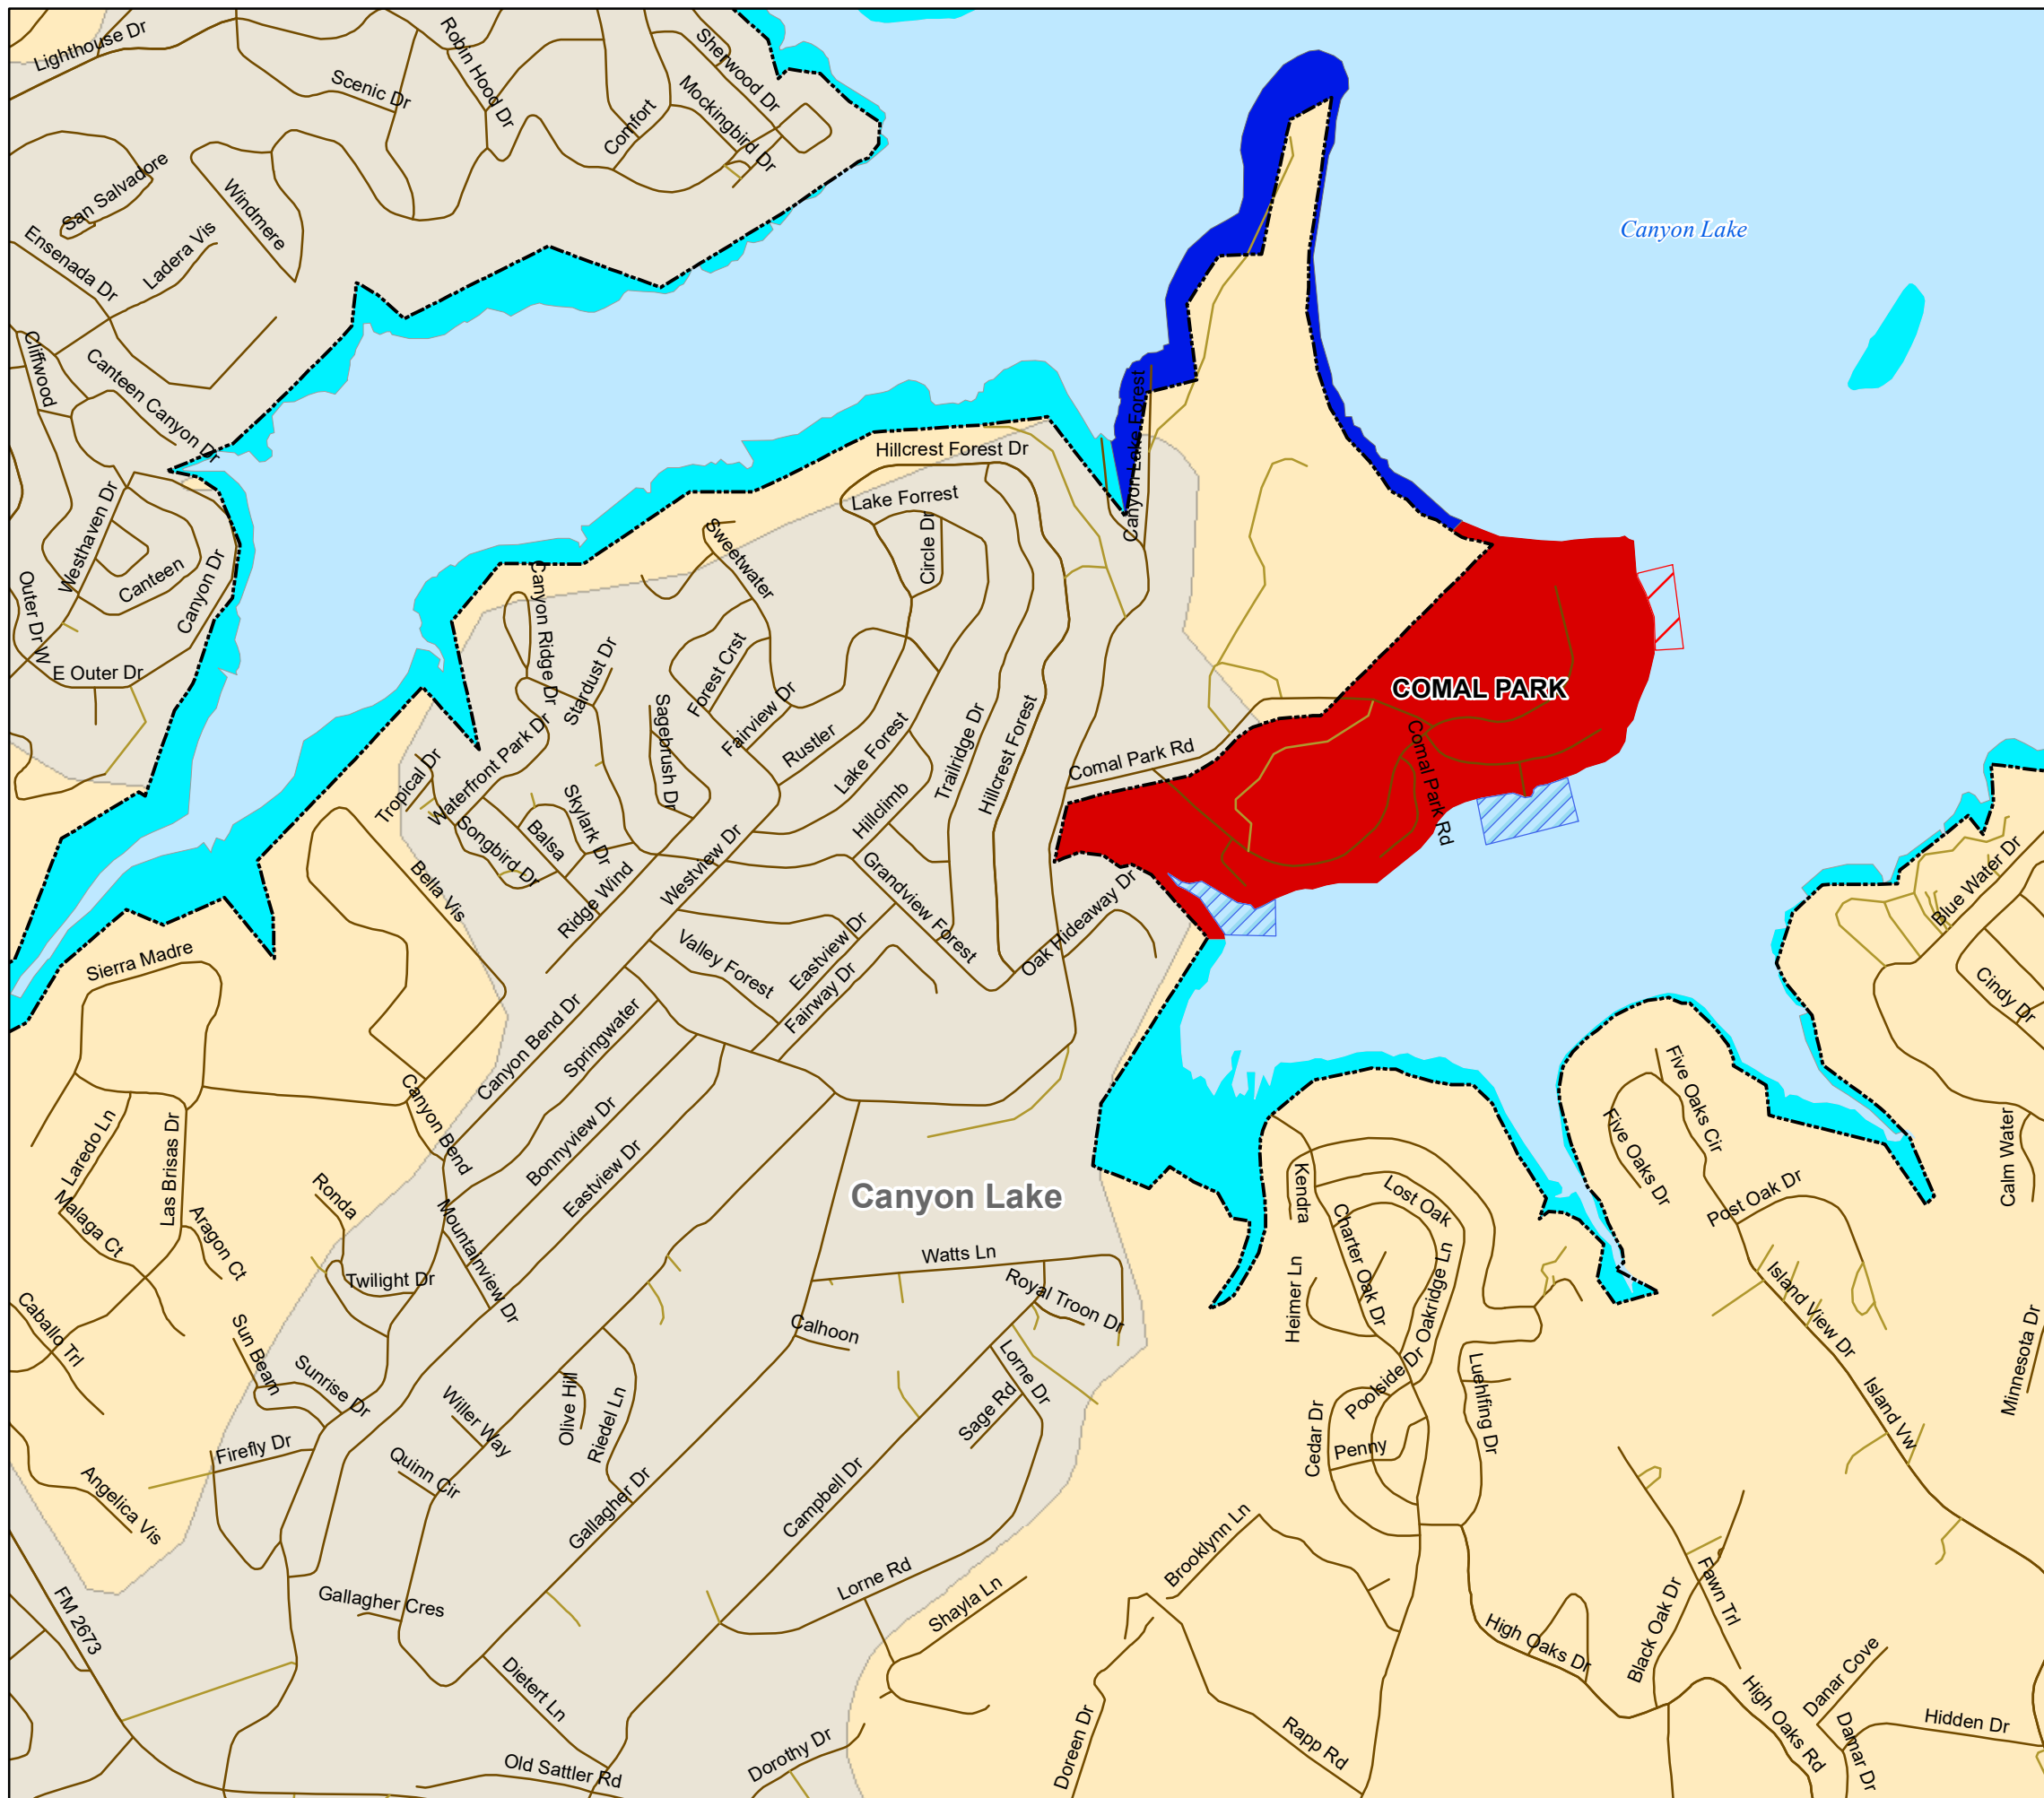 Lighthouse Dr
Scenic Dr
Robin Hood Dr
Sherwood Dr
Mockingbird Dr
Comfort
San Salvadore
Windmere
Ensenada Dr
Ladera Vis
Canyon Lake
Cliffwood
Canteen Canyon Dr
Westhaven Dr
Canteen
Canyon Dr
Outer Dr W
E Outer Dr
Hillcrest Forest Dr
Lake Forrest
Circle Dr
Canyon Lake Forest
Sweetwater
Canyon Ridge Dr
Stardust Dr
Forest Crst
Sagebrush Dr
Fairview Dr
Rustler
Lake Forest
Trailridge Dr
Hillcrest Forest
Comal Park Rd
COMAL PARK
Comal Park Rd
Tropical Dr
Waterfront Park Dr
Songbird Dr
Balsa
Skylark Dr
Hillclimb
Westview Dr
Ridge Wind
Grandview Forest
Oak Hideaway Dr
Bella Vis
Valley Forest
Eastview Dr
Fairway Dr
Sierra Madre
Canyon Bend Dr
Springwater
Blue Water Dr
Cindy Dr
Calm Water
Canyon Bend
Bonnyview Dr
Eastview Dr
Laredo Ln
Las Brisas Dr
Malaga Ct
Aragon Ct
Ronda
Twilight Dr
Mountainview Dr
Canyon Lake
Watts Ln
Royal Troon Dr
Calhoon
Kendra
Lost Oak
Charter Oak Dr
Oakridge Ln
Heimer Ln
Five Oaks Cir
Five Oaks Dr
Post Oak Dr
Island View Dr
Island Vw
Minnesota Dr
Caballo Trl
Sun Beam
Sunrise Dr
Firefly Dr
Angelica Vis
Willer Way
Quinn Cir
Olive Hill
Riedel Ln
Gallagher Dr
Campbell Dr
Lorne Dr
Sage Rd
Poolside Dr
Cedar Dr
Penny
Luehlfing Dr
Brooklynn Ln
Lorne Rd
Shayla Ln
Gallagher Cres
FM 2673
Dietert Ln
Old Sattler Rd
Dorothy Dr
Doreen Dr
Rapp Rd
High Oaks Dr
Black Oak Dr
Fawn Trl
High Oaks Rd
Danar Cove
Damar Dr
Hidden Dr